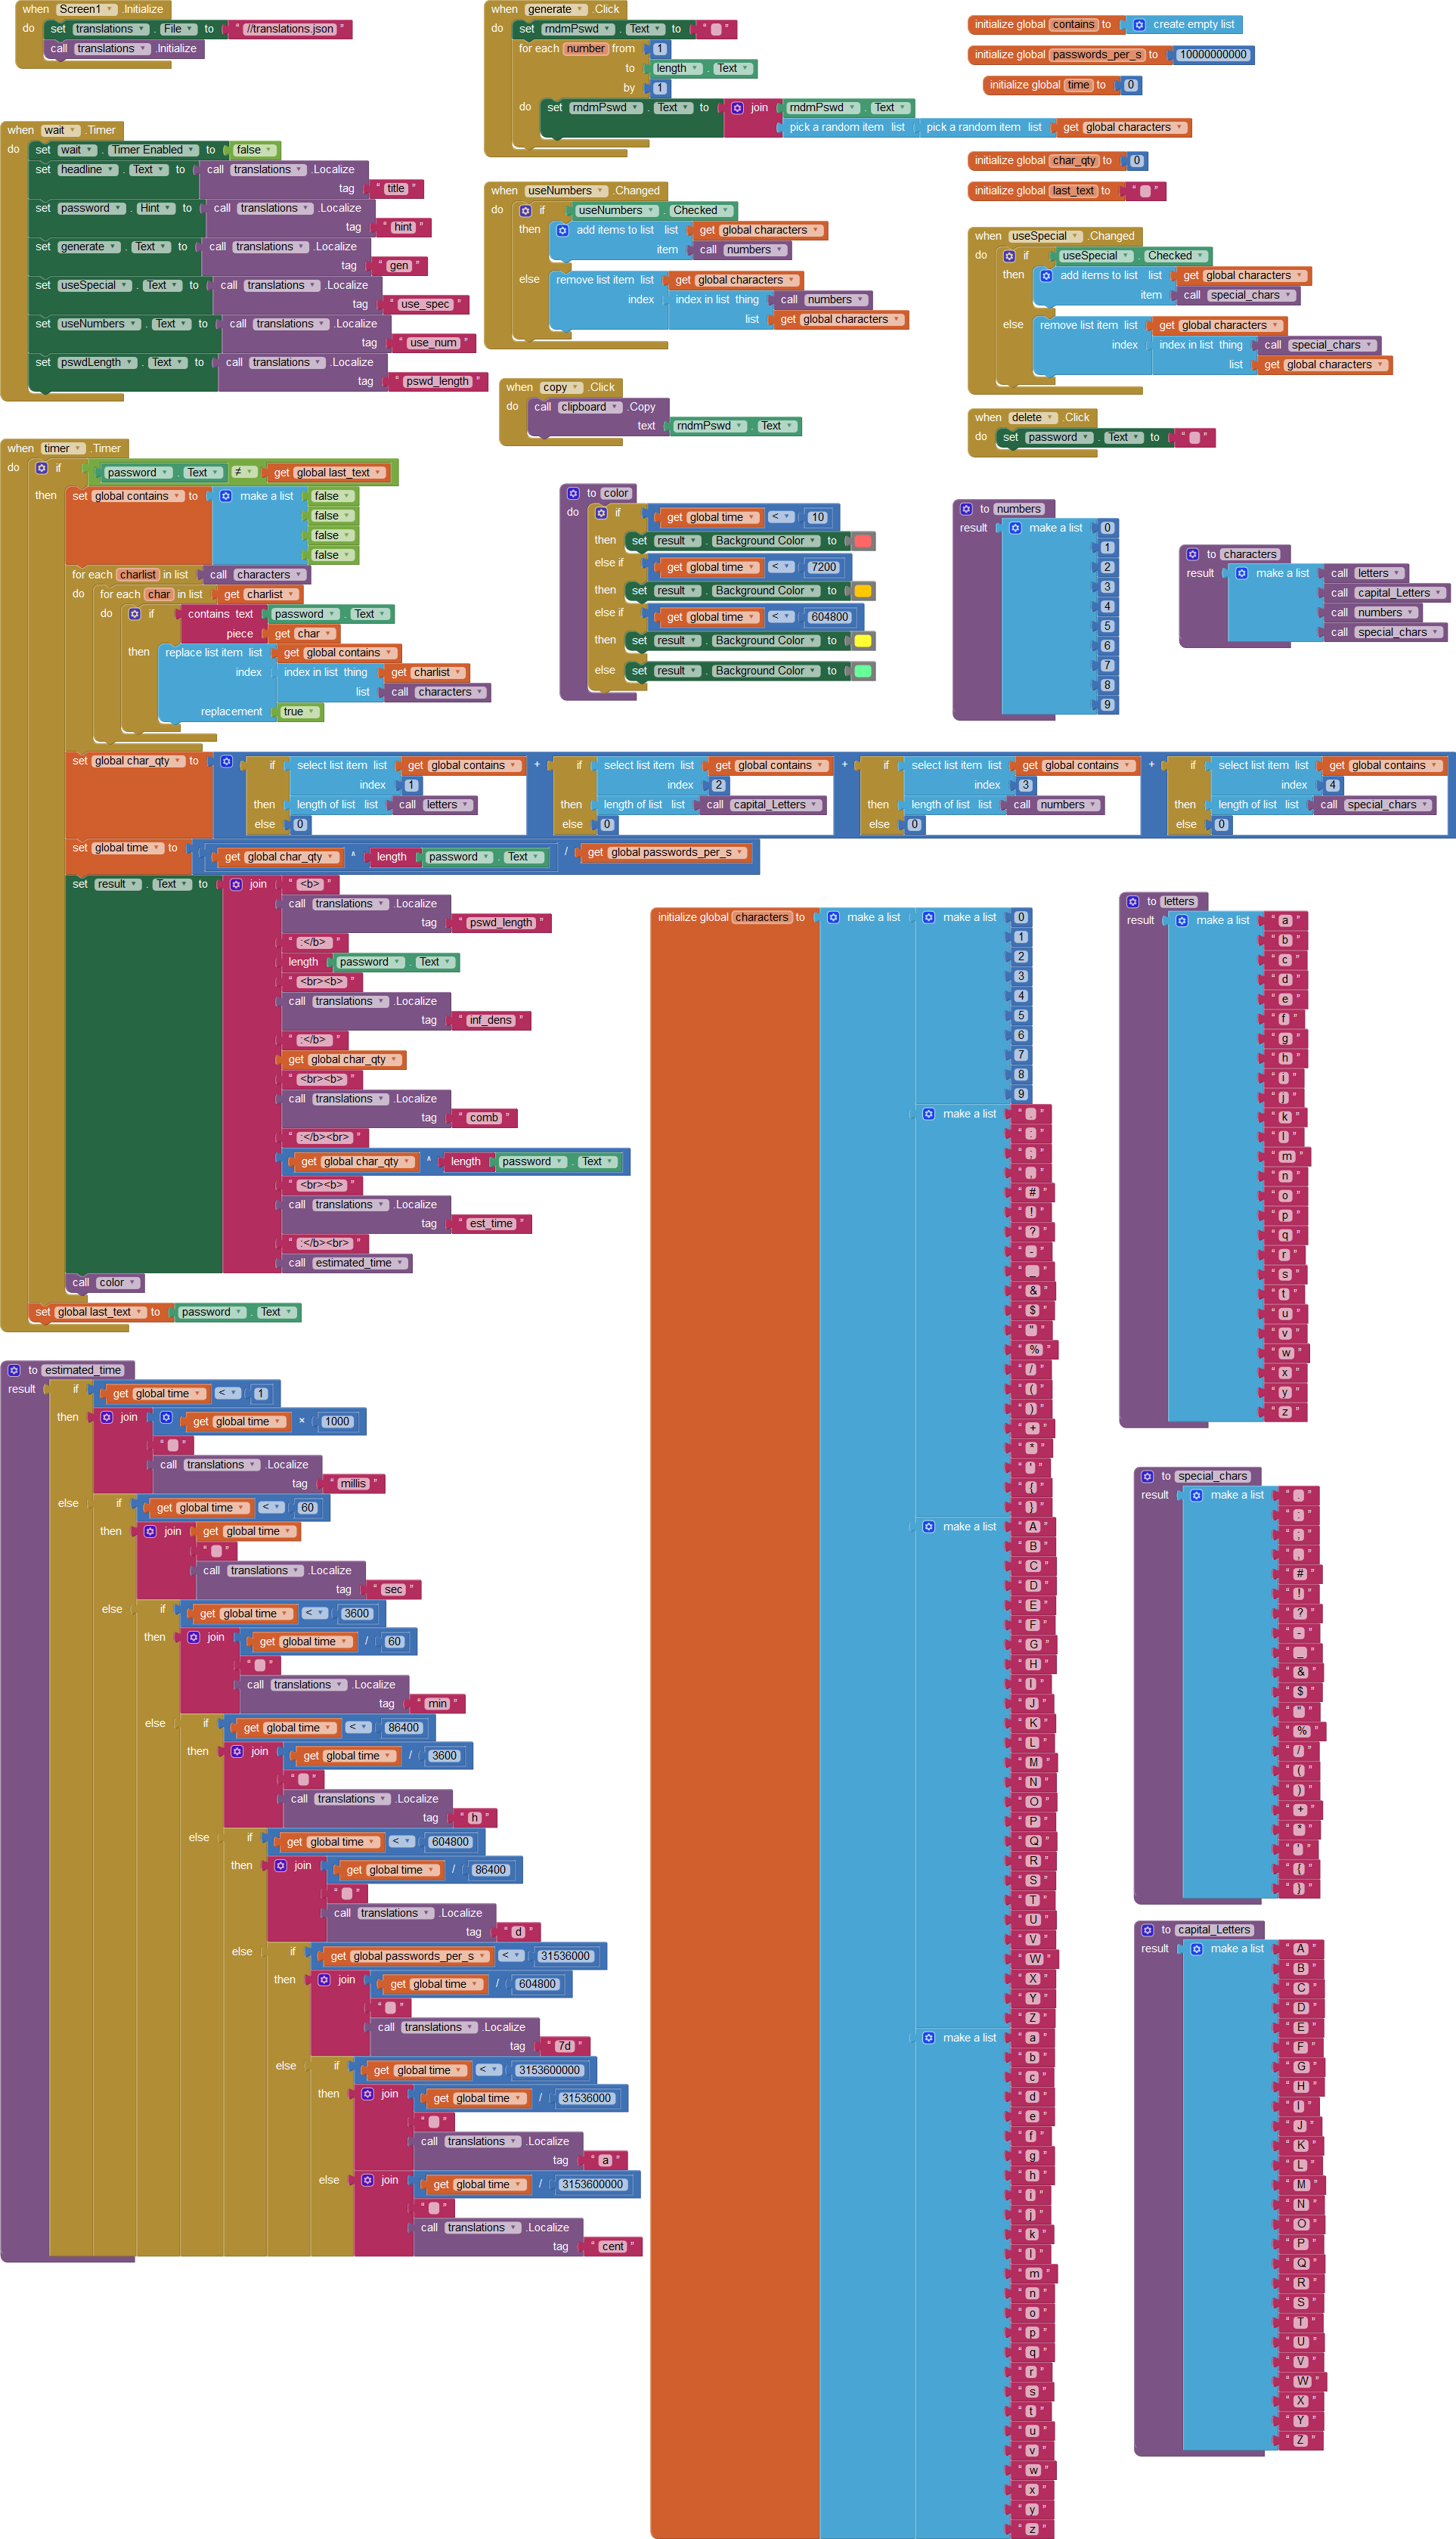 when Screen1 .Initialize
do set translations . File to " //translations.json "
call translations .Initialize
when wait .Timer
do set wait . Timer Enabled to false
set headline . Text to call translations .Localize
tag " title "
set password . Hint to call translations .Localize
tag " hint "
set generate . Text to call translations .Localize
tag " gen "
set useSpecial . Text to call translations .Localize
tag " use_spec "
set useNumbers . Text to call translations .Localize
tag " use_num "
set pswdLength . Text to call translations .Localize
tag " pswd_length "
when generate .Click
do set rndmPswd . Text to " "
for each number from 1
to length . Text
by 1
do set rndmPswd . Text to join rndmPswd . Text
pick a random item list pick a random item list get global characters
when useNumbers .Changed
do if useNumbers . Checked
then add items to list list get global characters
item call numbers
else remove list item list get global characters
index index in list thing call numbers
list get global characters
when copy .Click
do call clipboard .Copy
text rndmPswd . Text
initialize global contains to create empty list
initialize global passwords_per_s to 10000000000
initialize global time to 0
initialize global char_qty to 0
initialize global last_text to " "
when useSpecial .Changed
do if useSpecial . Checked
then add items to list list get global characters
item call special_chars
else remove list item list get global characters
index index in list thing call special_chars
list get global characters
when delete .Click
do set password . Text to " "
when timer .Timer
do if password . Text ≠ get global last_text
then set global contains to make a list false
false
false
false
for each charlist in list call characters
do for each char in list get charlist
do if contains text password . Text
piece get char
then replace list item list get global contains
index index in list thing get charlist
list call characters
replacement true
set global char_qty to if select list item list get global contains + if select list item list get global contains + if select list item list get global contains + if select list item list get global contains
index 1 index 2 index 3 index 4
then length of list list call letters then length of list list call capital_Letters then length of list list call numbers then length of list list call special_chars
else 0 else 0 else 0 else 0
set global time to get global char_qty ^ length password . Text / get global passwords_per_s
set result . Text to join " <b> "
call translations .Localize
tag " pswd_length "
" :</b> "
length password . Text
" <br><b> "
call translations .Localize
tag " inf_dens "
" :</b> "
get global char_qty
" <br><b> "
call translations .Localize
tag " comb "
" :</b><br> "
get global char_qty ^ length password . Text
" <br><b> "
call translations .Localize
tag " est_time "
" :</b><br> "
call estimated_time
call color
set global last_text to password . Text
to color
do if get global time < 10
then set result . Background Color to
else if get global time < 7200
then set result . Background Color to
else if get global time < 604800
then set result . Background Color to
else set result . Background Color to
to numbers
result make a list 0
1
2
3
4
5
6
7
8
9
to characters
result make a list call letters
call capital_Letters
call numbers
call special_chars
to estimated_time
result if get global time < 1
then join get global time × 1000
" "
call translations .Localize
tag " millis "
else if get global time < 60
then join get global time
" "
call translations .Localize
tag " sec "
else if get global time < 3600
then join get global time / 60
" "
call translations .Localize
tag " min "
else if get global time < 86400
then join get global time / 3600
" "
call translations .Localize
tag " h "
else if get global time < 604800
then join get global time / 86400
" "
call translations .Localize
tag " d "
else if get global passwords_per_s < 31536000
then join get global time / 604800
" "
call translations .Localize
tag " 7d "
else if get global time < 3153600000
then join get global time / 31536000
" "
call translations .Localize
tag " a "
else join get global time / 3153600000
" "
call translations .Localize
tag " cent "
initialize global characters to make a list make a list 0
1
2
3
4
5
6
7
8
9
make a list " . "
" : "
" ; "
" , "
" # "
" ! "
" ? "
" - "
" _ "
" & "
" $ "
" " "
" % "
" / "
" ( "
" ) "
" + "
" * "
" ' "
" { "
" } "
make a list " A "
" B "
" C "
" D "
" E "
" F "
" G "
" H "
" I "
" J "
" K "
" L "
" M "
" N "
" O "
" P "
" Q "
" R "
" S "
" T "
" U "
" V "
" W "
" X "
" Y "
" Z "
make a list " a "
" b "
" c "
" d "
" e "
" f "
" g "
" h "
" i "
" j "
" k "
" l "
" m "
" n "
" o "
" p "
" q "
" r "
" s "
" t "
" u "
" v "
" w "
" x "
" y "
" z "
to letters
result make a list " a "
" b "
" c "
" d "
" e "
" f "
" g "
" h "
" i "
" j "
" k "
" l "
" m "
" n "
" o "
" p "
" q "
" r "
" s "
" t "
" u "
" v "
" w "
" x "
" y "
" z "
to special_chars
result make a list " . "
" : "
" ; "
" , "
" # "
" ! "
" ? "
" - "
" _ "
" & "
" $ "
" " "
" % "
" / "
" ( "
" ) "
" + "
" * "
" ' "
" { "
" } "
to capital_Letters
result make a list " A "
" B "
" C "
" D "
" E "
" F "
" G "
" H "
" I "
" J "
" K "
" L "
" M "
" N "
" O "
" P "
" Q "
" R "
" S "
" T "
" U "
" V "
" W "
" X "
" Y "
" Z "